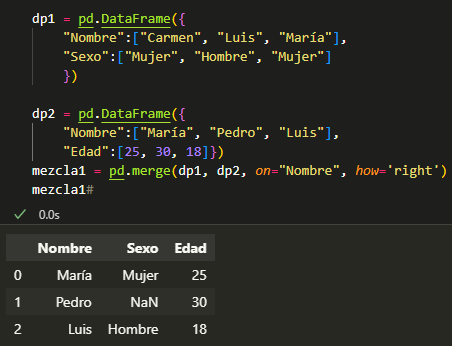 dp1 = pd.DataFrame({
"Nombre":["Carmen", "Luis", "María"],
"Sexo":["Mujer", "Hombre", "Mujer"]
})
dp2 = pd.DataFrame({
"Nombre":["María", "Pedro", "Luis"],
"Edad":[25, 30, 18]})
mezcla1 = pd.merge(dp1, dp2, on="Nombre", how='right')
mezcla1#
0.0s
Nombre Sexo Edad
0 María Mujer 25
1 Pedro NaN 30
2 Luis Hombre 18